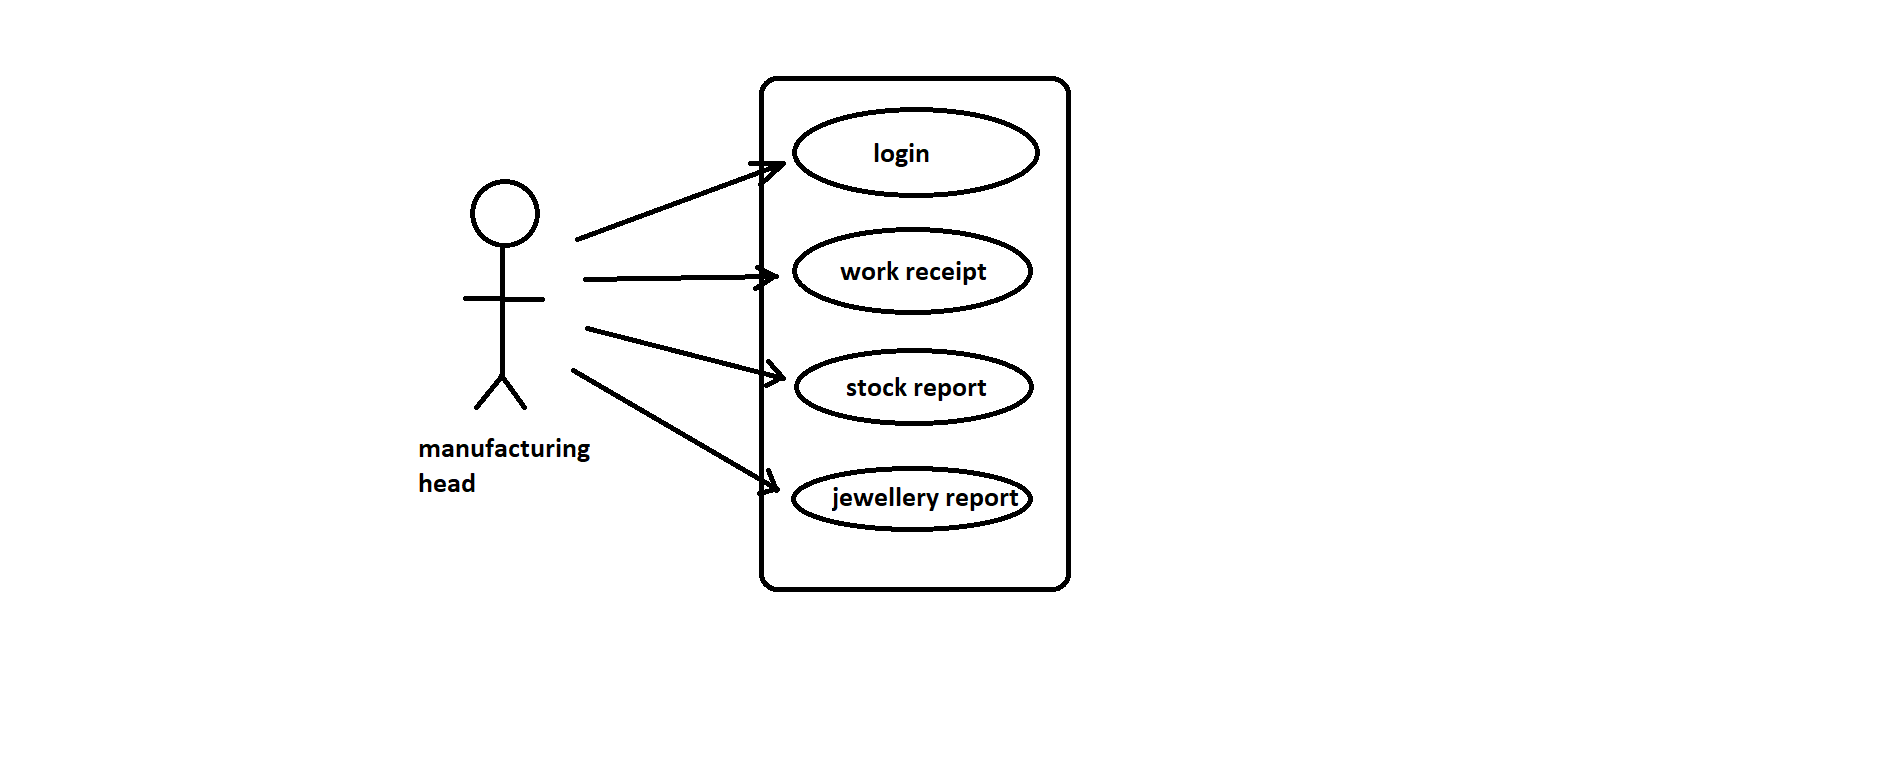 login
work receipt
stock report
jewellery report
manufacturing
head